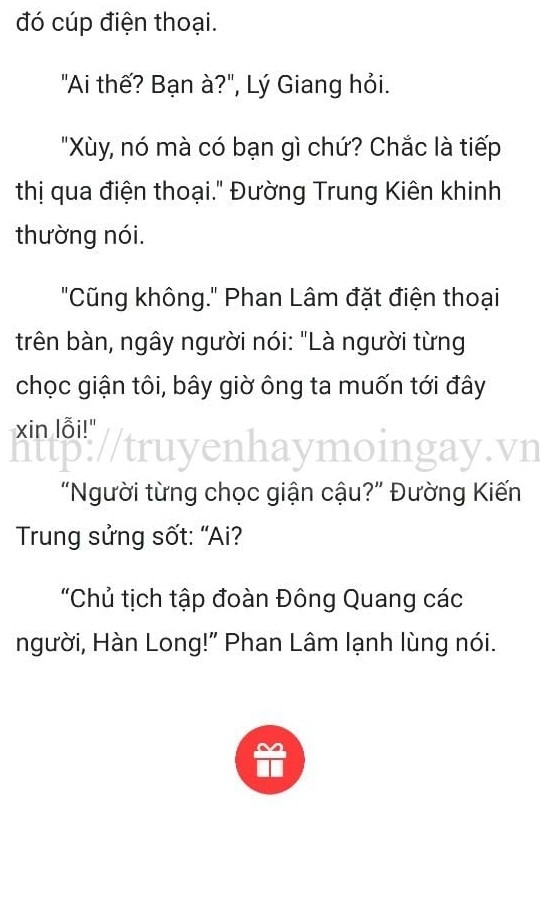 đó cúp điện thoại.
"Ai thế? Bạn à?", Lý Giang hỏi.
"Xùy, nó mà có bạn gì chứ? Chắc là tiếp
thị qua điện thoại." Đường Trung Kiên khinh
thường nói.
"Cũng không." Phan Lâm đặt điện thoại
trên bàn, ngây người nói: "Là người từng
chọc giận tôi, bây giờ ông ta muốn tới đây
xin lỗi!"
http://truyenhaymoingay.vn
“Người từng chọc giận cậu?” Đường Kiến
Trung sửng sốt: “Ai?
“Chủ tịch tập đoàn Đông Quang các
người, Hàn Long!” Phan Lâm lạnh lùng nói.